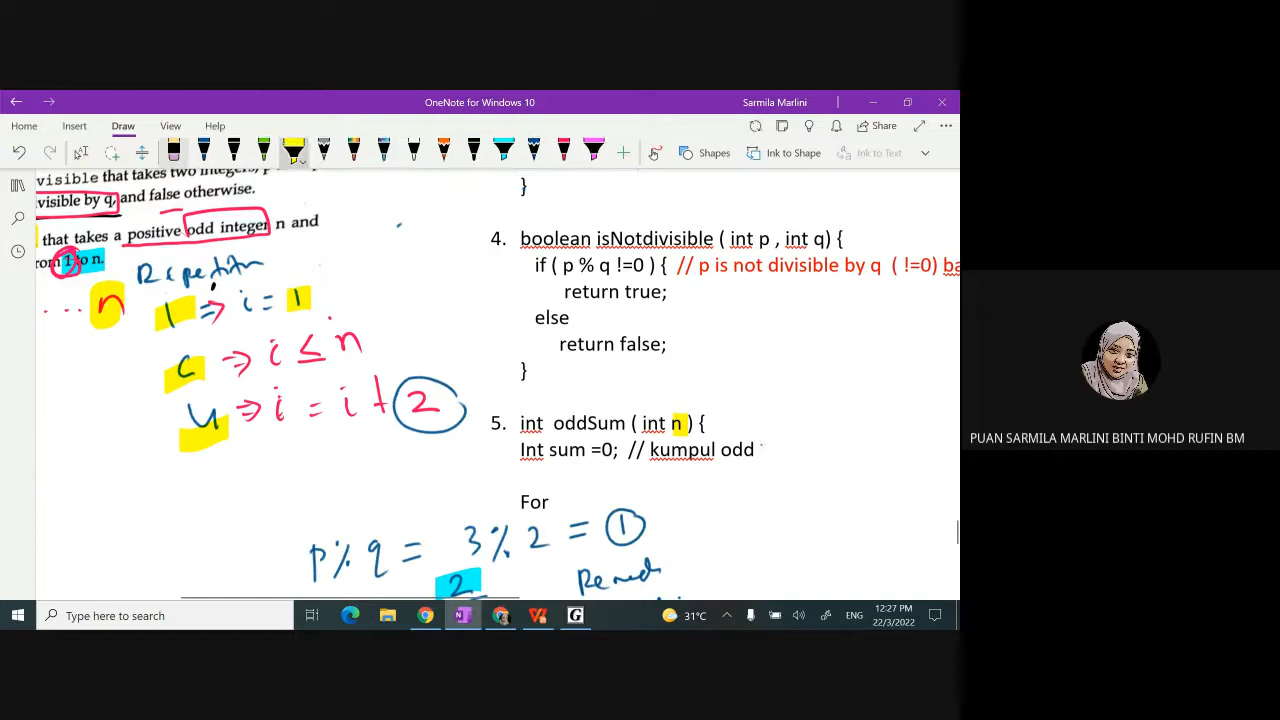 OneNote for Windows 10
Sarmila Marlini
Home Insert Draw View Help
Share
Shapes
Ink to Shape
Ink to Text
visible that takes two integers, p
visible by q, and false otherwise.
that takes a positive odd integer n and
from 1 to n.
Repetition
... n
I => i = 1
C => i ≤ n
U => i = i + 2
}
4. boolean isNotdivisible ( int p , int q) {
if ( p % q !=0 ) { // p is not divisible by q ( !=0) ba
return true;
else
return false;
}
5. int oddSum ( int n ) {
Int sum =0; // kumpul odd
For
p % q = 3 % 2 = 1
2
PUAN SARMILA MARLINI BINTI MOHD RUFIN BM
Type here to search
31°C
ENG
12:27 PM
22/3/2022